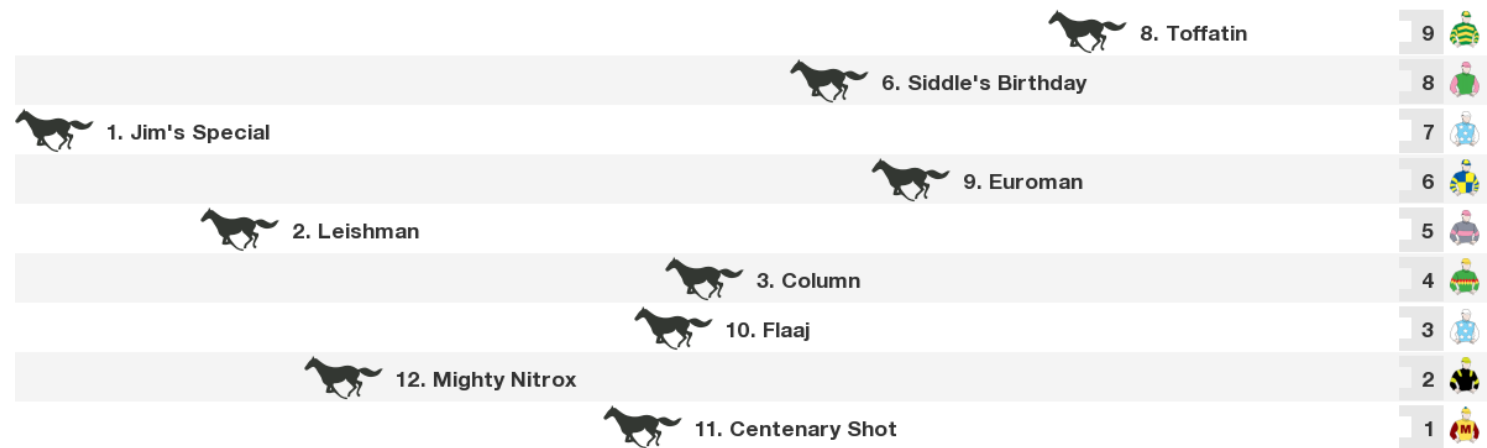 8. Toffatin 9
6. Siddle's Birthday 8
1. Jim's Special 7
9. Euroman 6
2. Leishman 5
3. Column 4
10. Flaaj 3
12. Mighty Nitrox 2
11. Centenary Shot 1 M